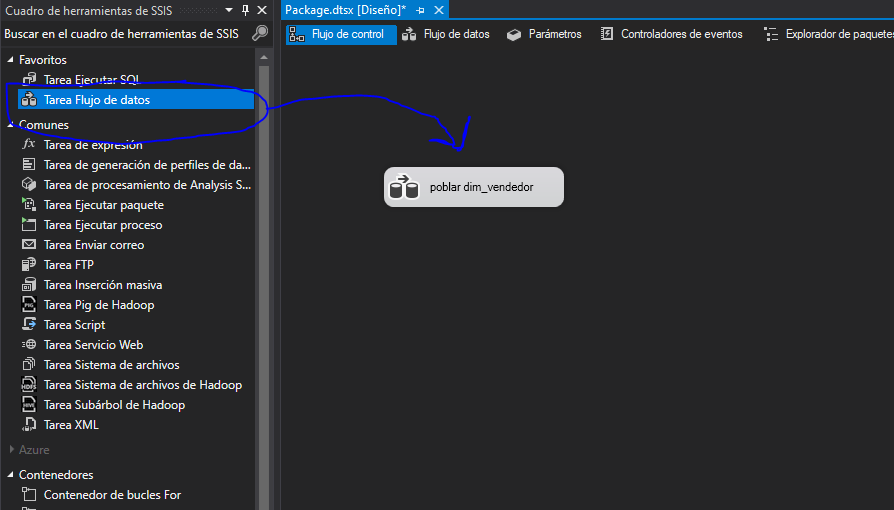 Cuadro de herramientas de SSIS
Package.dtsx [Diseño]*
Buscar en el cuadro de herramientas de SSIS
Flujo de control
Flujo de datos
Parámetros
Controladores de eventos
Explorador de paquetes
Favoritos
Tarea Ejecutar SQL
Tarea Flujo de datos
Comunes
fx Tarea de expresión
Tarea de generación de perfiles de da...
Tarea de procesamiento de Analysis S...
Tarea Ejecutar paquete
Tarea Ejecutar proceso
Tarea Enviar correo
Tarea FTP
Tarea Inserción masiva
PIG Tarea Pig de Hadoop
Tarea Script
Tarea Servicio Web
Tarea Sistema de archivos
HDFS Tarea Sistema de archivos de Hadoop
HIVE Tarea Subárbol de Hadoop
Tarea XML
Azure
Contenedores
Contenedor de bucles For
poblar dim_vendedor